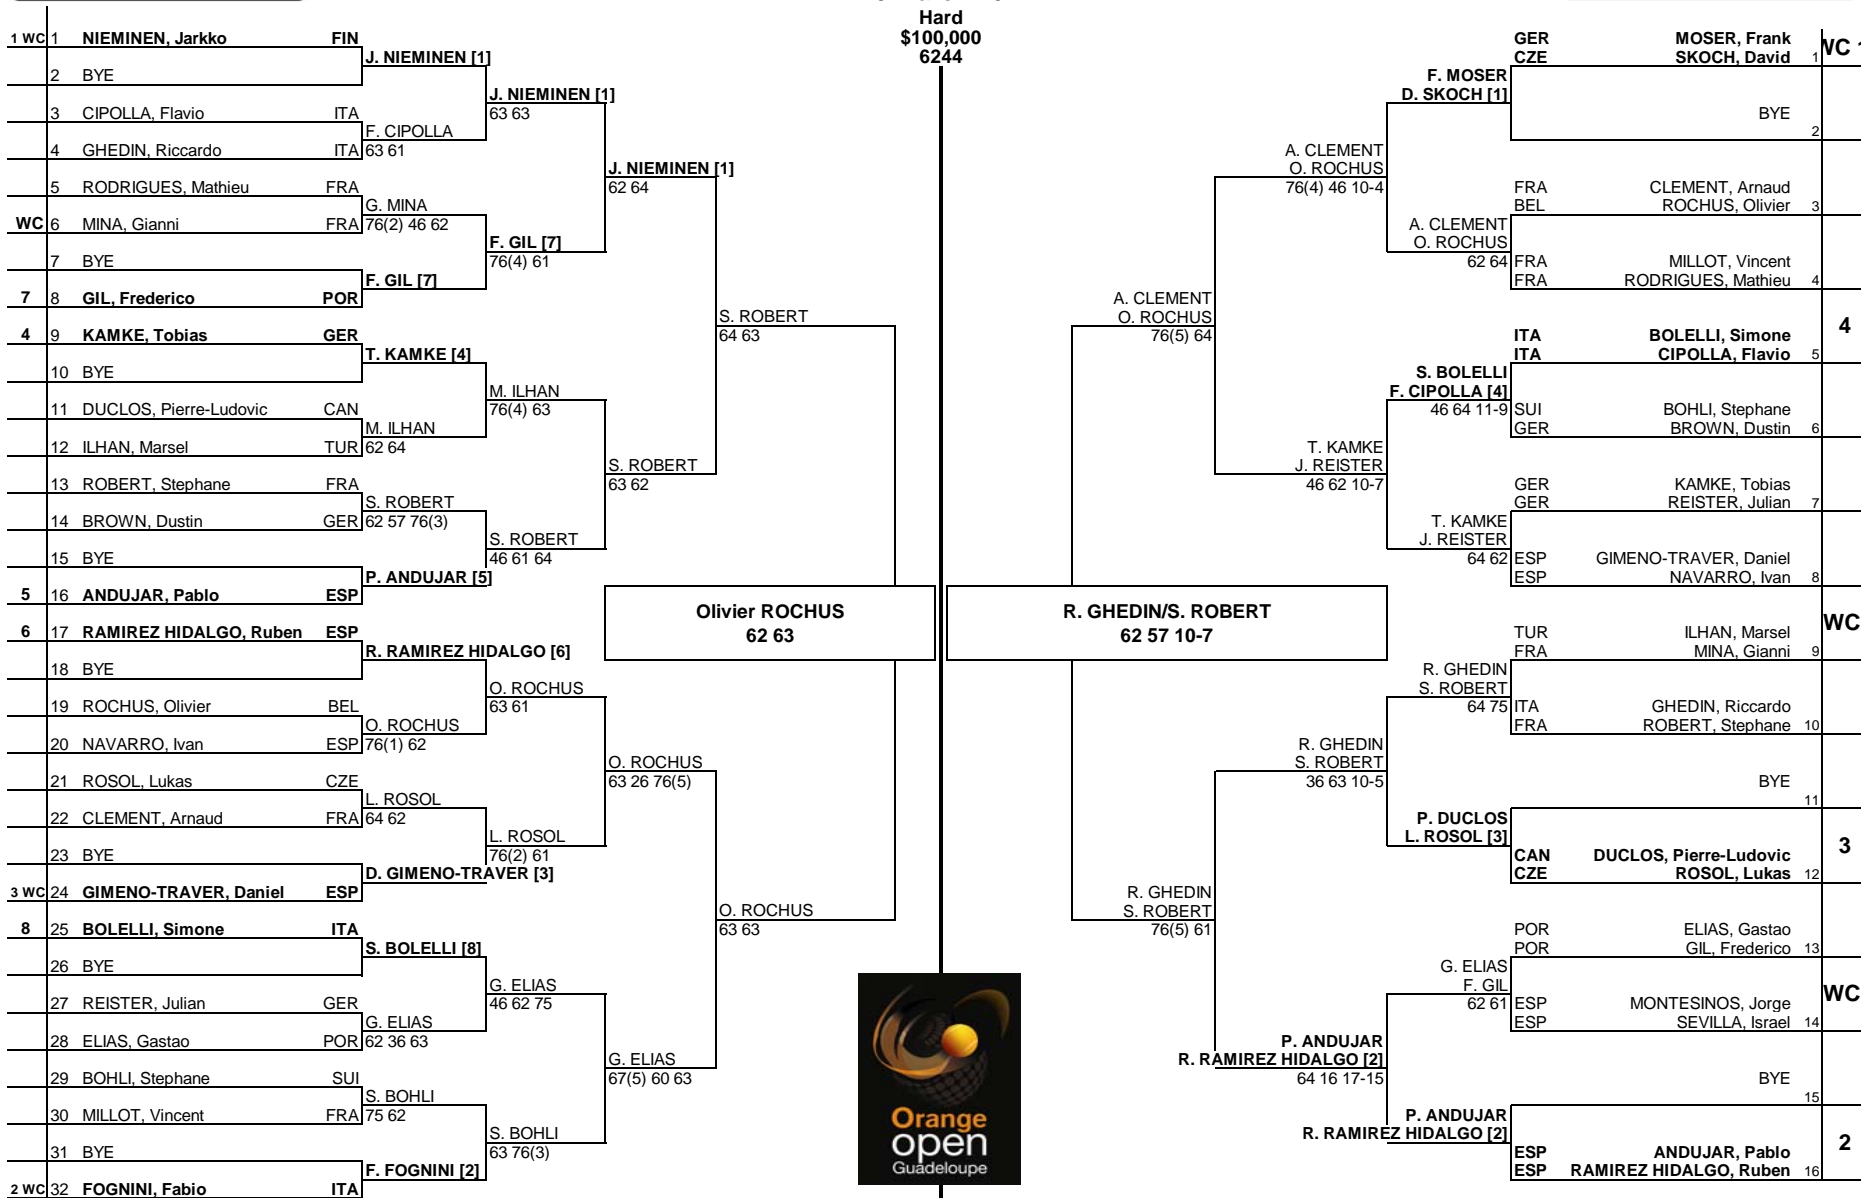 Hard
$100,000
6244
1 WC 1 NIEMINEN, Jarkko FIN
2 BYE
3 CIPOLLA, Flavio ITA
4 GHEDIN, Riccardo ITA
5 RODRIGUES, Mathieu FRA
WC 6 MINA, Gianni FRA
7 BYE
7 8 GIL, Frederico POR
4 9 KAMKE, Tobias GER
10 BYE
11 DUCLOS, Pierre-Ludovic CAN
12 ILHAN, Marsel TUR
13 ROBERT, Stephane FRA
14 BROWN, Dustin GER
15 BYE
5 16 ANDUJAR, Pablo ESP
6 17 RAMIREZ HIDALGO, Ruben ESP
18 BYE
19 ROCHUS, Olivier BEL
20 NAVARRO, Ivan ESP
21 ROSOL, Lukas CZE
22 CLEMENT, Arnaud FRA
23 BYE
3 WC 24 GIMENO-TRAVER, Daniel ESP
8 25 BOLELLI, Simone ITA
26 BYE
27 REISTER, Julian GER
28 ELIAS, Gastao POR
29 BOHLI, Stephane SUI
30 MILLOT, Vincent FRA
31 BYE
2 WC 32 FOGNINI, Fabio ITA
J. NIEMINEN [1]
F. CIPOLLA
63 61
G. MINA
76(2) 46 62
F. GIL [7]
T. KAMKE [4]
M. ILHAN
62 64
S. ROBERT
62 57 76(3)
P. ANDUJAR [5]
R. RAMIREZ HIDALGO [6]
O. ROCHUS
76(1) 62
L. ROSOL
64 62
D. GIMENO-TRAVER [3]
S. BOLELLI [8]
G. ELIAS
62 36 63
S. BOHLI
75 62
F. FOGNINI [2]
J. NIEMINEN [1]
63 63
F. GIL [7]
76(4) 61
M. ILHAN
76(4) 63
S. ROBERT
46 61 64
O. ROCHUS
63 61
L. ROSOL
76(2) 61
G. ELIAS
46 62 75
S. BOHLI
63 76(3)
J. NIEMINEN [1]
62 64
S. ROBERT
63 62
O. ROCHUS
63 26 76(5)
G. ELIAS
67(5) 60 63
S. ROBERT
64 63
O. ROCHUS
63 63
Olivier ROCHUS
62 63
R. GHEDIN/S. ROBERT
62 57 10-7
A. CLEMENT
O. ROCHUS
76(5) 64
R. GHEDIN
S. ROBERT
76(5) 61
A. CLEMENT
O. ROCHUS
76(4) 46 10-4
T. KAMKE
J. REISTER
46 62 10-7
R. GHEDIN
S. ROBERT
36 63 10-5
P. ANDUJAR
R. RAMIREZ HIDALGO [2]
64 16 17-15
F. MOSER
D. SKOCH [1]
A. CLEMENT
O. ROCHUS
62 64
S. BOLELLI
F. CIPOLLA [4]
46 64 11-9
T. KAMKE
J. REISTER
64 62
R. GHEDIN
S. ROBERT
64 75
P. DUCLOS
L. ROSOL [3]
G. ELIAS
F. GIL
62 61
P. ANDUJAR
R. RAMIREZ HIDALGO [2]
GER MOSER, Frank WC 1
CZE SKOCH, David 1
BYE
2
FRA CLEMENT, Arnaud
BEL ROCHUS, Olivier 3
FRA MILLOT, Vincent
FRA RODRIGUES, Mathieu 4
ITA BOLELLI, Simone 4
ITA CIPOLLA, Flavio 5
SUI BOHLI, Stephane
GER BROWN, Dustin 6
GER KAMKE, Tobias
GER REISTER, Julian 7
ESP GIMENO-TRAVER, Daniel
ESP NAVARRO, Ivan 8
TUR ILHAN, Marsel WC
FRA MINA, Gianni 9
ITA GHEDIN, Riccardo
FRA ROBERT, Stephane 10
BYE
11
CAN DUCLOS, Pierre-Ludovic 3
CZE ROSOL, Lukas 12
POR ELIAS, Gastao
POR GIL, Frederico 13
ESP MONTESINOS, Jorge WC
ESP SEVILLA, Israel 14
BYE
15
ESP ANDUJAR, Pablo 2
ESP RAMIREZ HIDALGO, Ruben 16
Orange
open
Guadeloupe